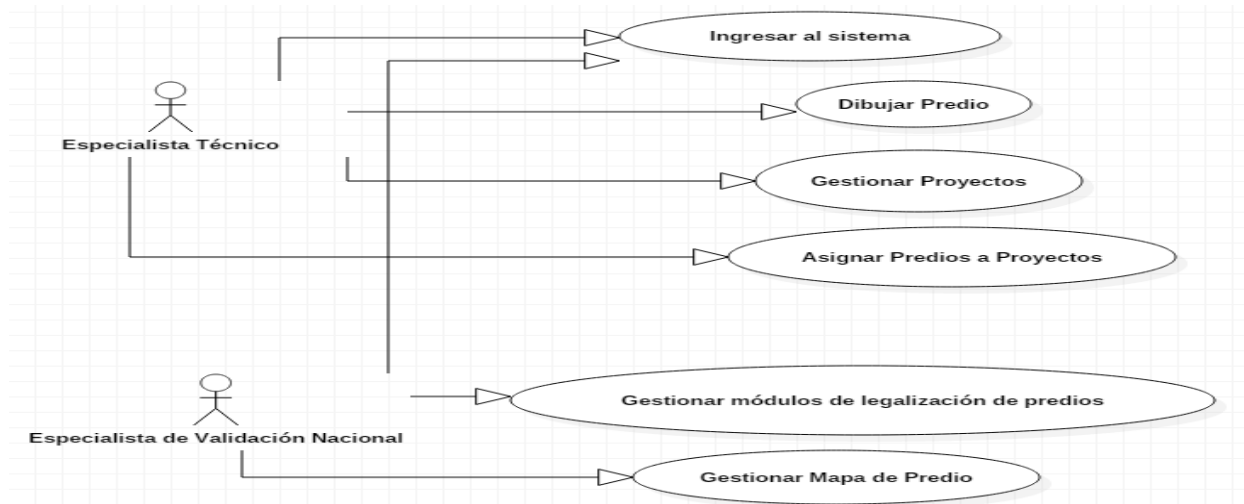 Ingresar al sistema
Dibujar Predio
Especialista Técnico
Gestionar Proyectos
Asignar Predios a Proyectos
Gestionar módulos de legalización de predios
Especialista de Validación Nacional
Gestionar Mapa de Predio